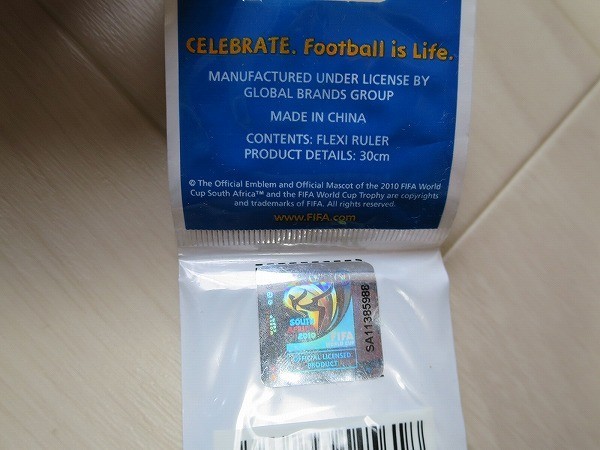 CELEBRATE. Football is Life.
MANUFACTURED UNDER LICENSE BY
GLOBAL BRANDS GROUP
MADE IN CHINA
CONTENTS: FLEXI RULER
PRODUCT DETAILS: 30cm
© The Official Emblem and Official Mascot of the 2010 FIFA World
Cup South Africa™ and the FIFA World Cup Trophy are copyrights
and trademarks of FIFA. All rights reserved.
www.FIFA.com
SOUTH
AFRICA
2010
FIFA
OFFICIAL LICENSED
PRODUCT
SA11385988